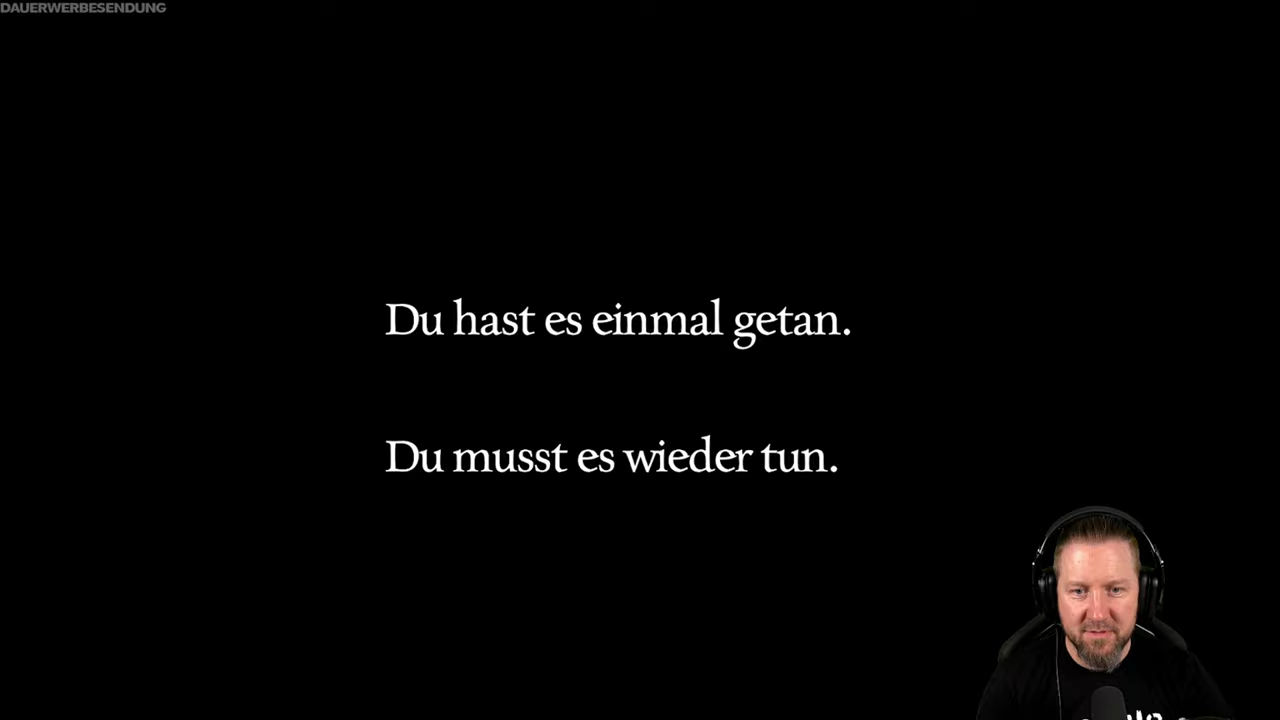 DAUERWERBESENDUNG
Du hast es einmal getan.
Du musst es wieder tun.